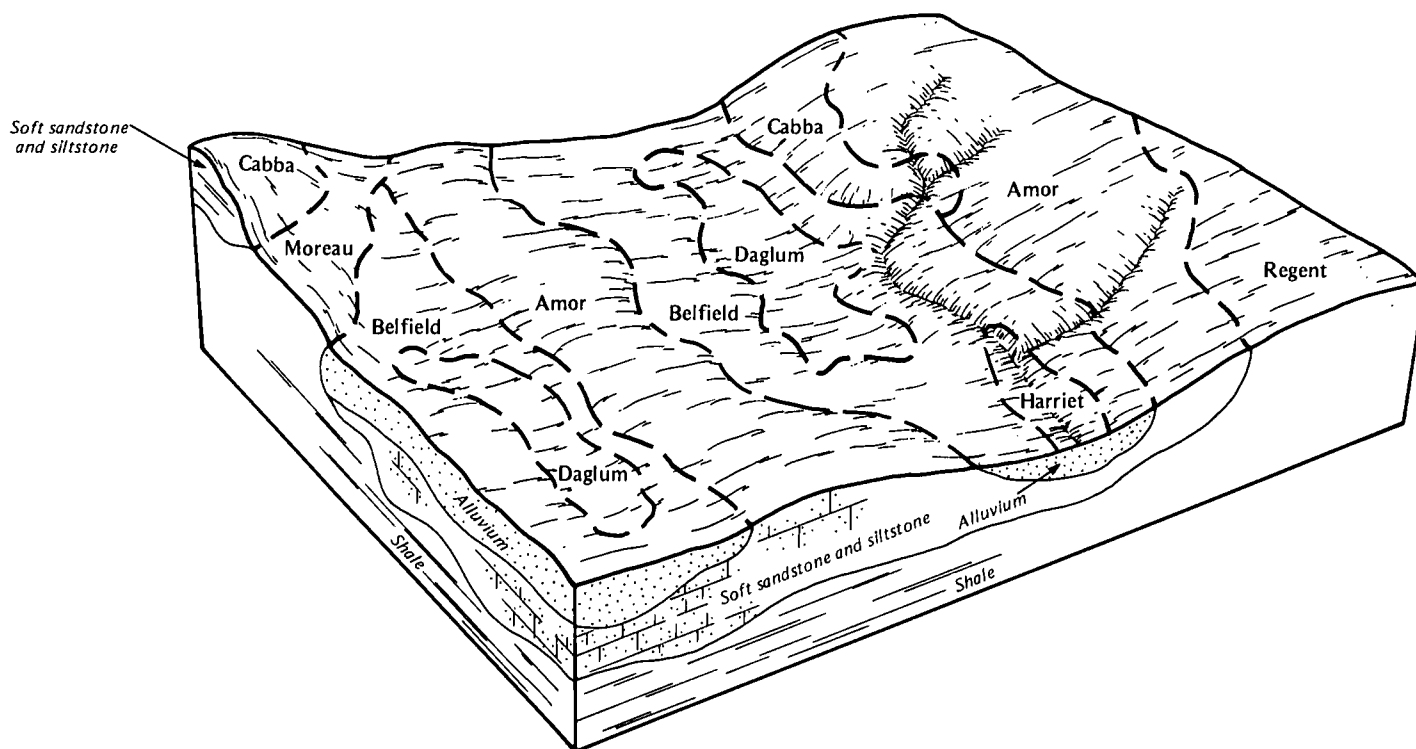 Soft sandstone
and siltstone
Cabba
Cabba
Moreau
Amor
Daglum
Regent
Belfield
Amor
Belfield
Harriet
Daglum
Alluvium
Alluvium
Soft sandstone and siltstone
Shale
Shale